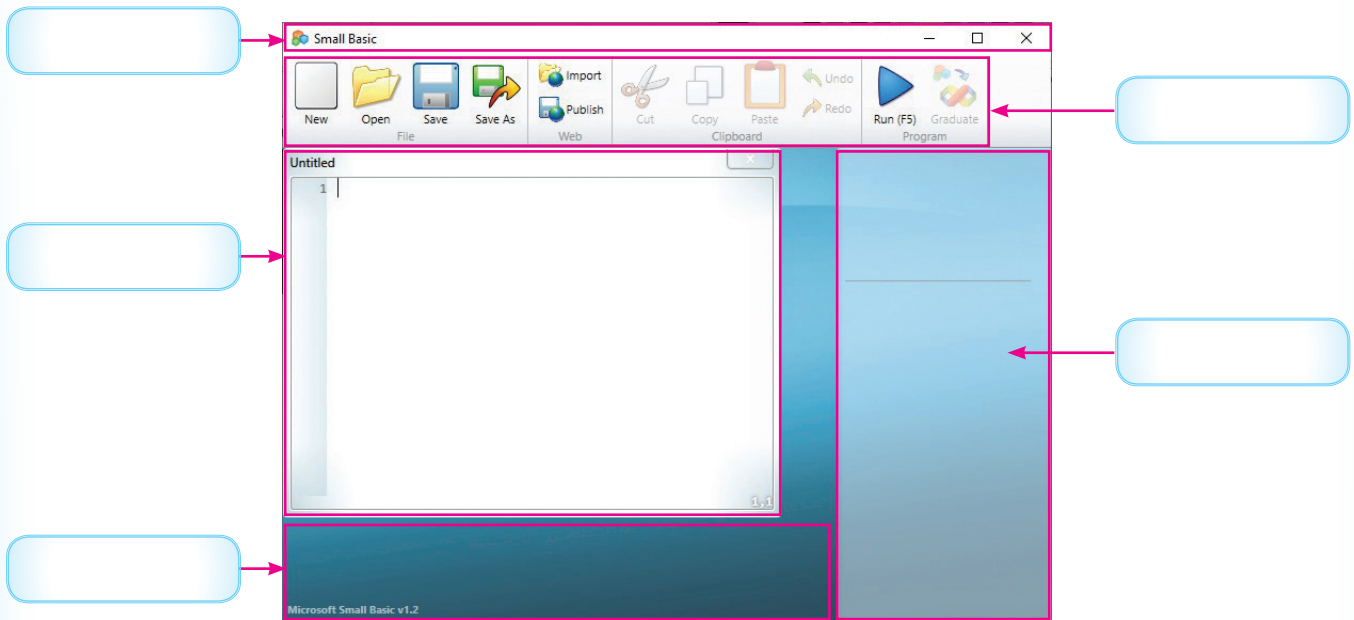 Small Basic
New
Open
Save
Save As
File
Import
Publish
Web
Cut
Copy
Paste
Undo
Redo
Clipboard
Run (F5)
Graduate
Program
Untitled
1
1,1
Microsoft Small Basic v1.2